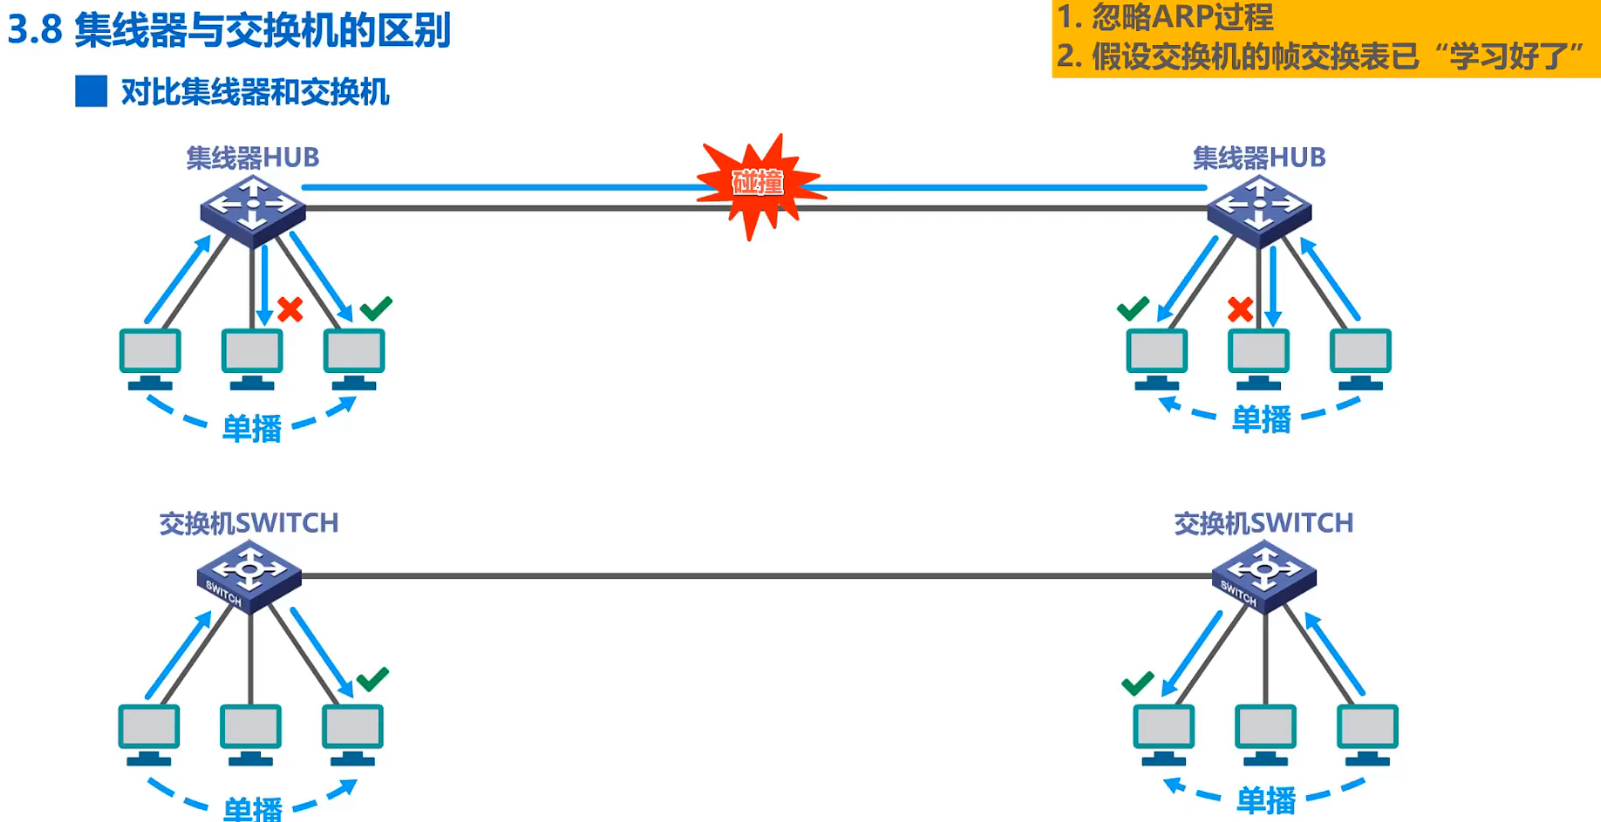 3.8 集线器与交换机的区别
1. 忽略ARP过程
2. 假设交换机的帧交换表已“学习好了”
对比集线器和交换机
集线器HUB
集线器HUB
碰撞
单播
单播
交换机SWITCH
交换机SWITCH
SWITCH
SWITCH
单播
单播